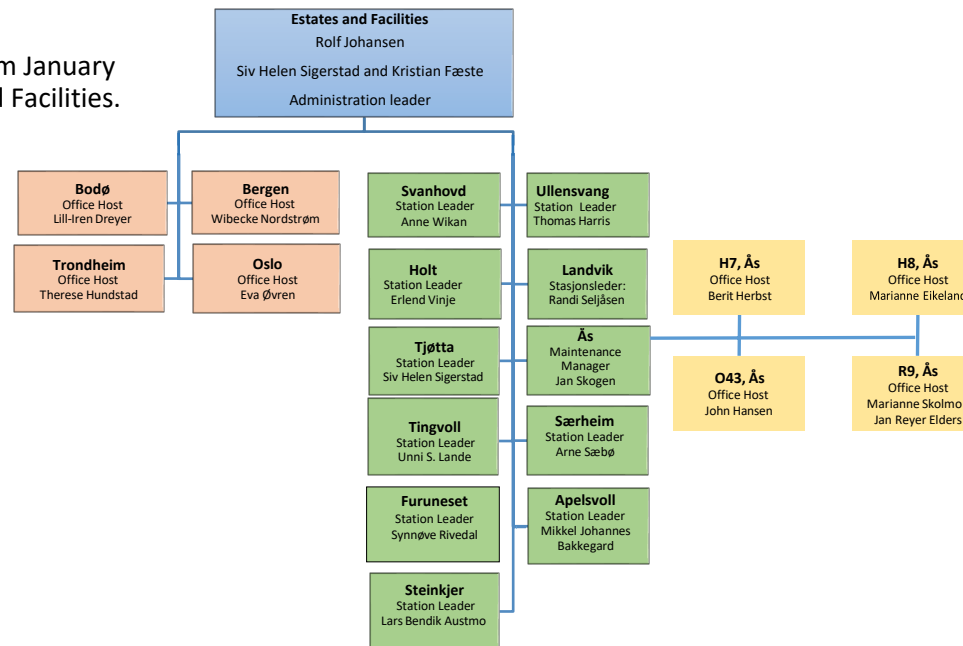 m January
l Facilities.
Estates and Facilities
Rolf Johansen
Siv Helen Sigerstad and Kristian Fæste
Administration leader
Bodø
Office Host
Lill-Iren Dreyer
Bergen
Office Host
Wibecke Nordstrøm
Trondheim
Office Host
Therese Hundstad
Oslo
Office Host
Eva Øvren
Svanhovd
Station Leader
Anne Wikan
Ullensvang
Station Leader
Thomas Harris
Holt
Station Leader
Erlend Vinje
Landvik
Stasjonsleder:
Randi Seljåsen
Tjøtta
Station Leader
Siv Helen Sigerstad
Ås
Maintenance
Manager
Jan Skogen
Tingvoll
Station Leader
Unni S. Lande
Særheim
Station Leader
Arne Sæbø
Furuneset
Station Leader
Synnøve Rivedal
Apelsvoll
Station Leader
Mikkel Johannes
Bakkegard
Steinkjer
Station Leader
Lars Bendik Austmo
H7, Ås
Office Host
Berit Herbst
H8, Ås
Office Host
Marianne Eikeland
O43, Ås
Office Host
John Hansen
R9, Ås
Office Host
Marianne Skolmo
Jan Reyer Elders